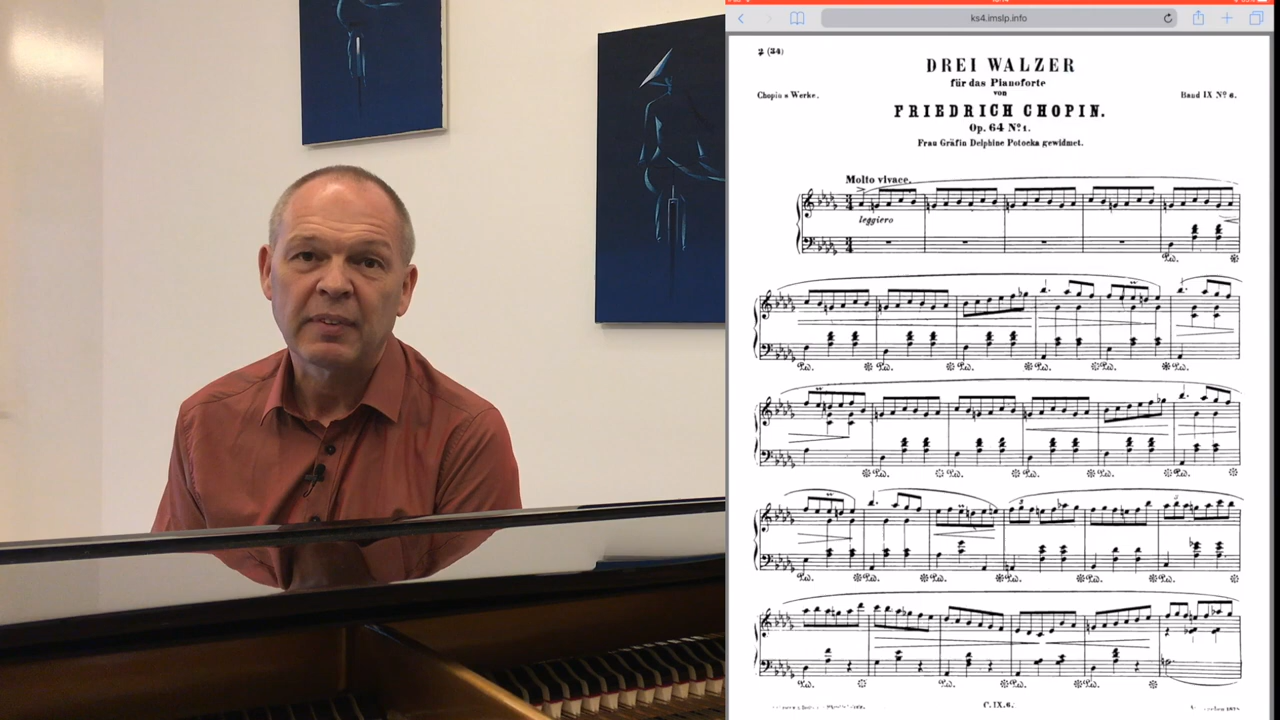 ks4.imslp.info
2 (34)
DREI WALZER
für das Pianoforte
von
Chopin s Werke.
Band IX Nº 6.
FRIEDRICH CHOPIN.
Op. 64 Nº 1.
Frau Gräfin Delphine Potocka gewidmet.
Molto vivace.
leggiero
C. IX. 6.